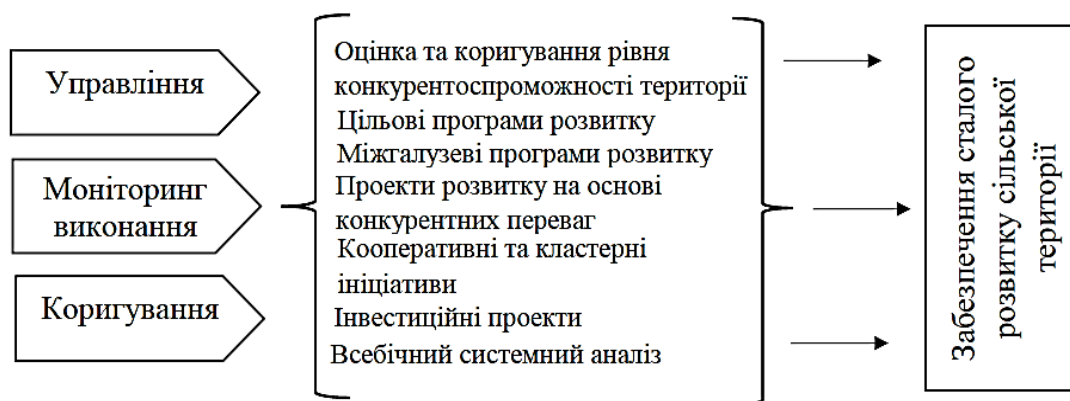 Управління
Моніторинг
виконання
Коригування
Оцінка та коригування рівня
конкурентоспроможності території
Цільові програми розвитку
Міжгалузеві програми розвитку
Проекти розвитку на основі
конкурентних переваг
Кооперативні та кластерні
ініціативи
Інвестиційні проекти
Всебічний системний аналіз
Забезпечення сталого
розвитку сільської
території